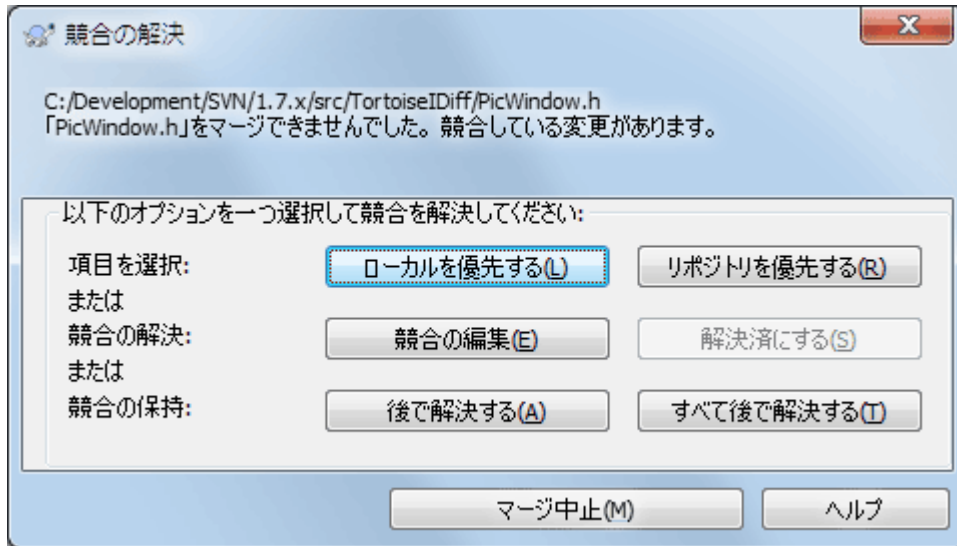 競合の解決
C:/Development/SVN/1.7.x/src/TortoiseIDiff/PicWindow.h
「PicWindow.h」をマージできませんでした。競合している変更があります。
以下のオプションを一つ選択して競合を解決してください:
項目を選択: ローカルを優先する(L) リポジトリを優先する(R)
または
競合の解決: 競合の編集(E) 解決済にする(S)
または
競合の保持: 後で解決する(A) すべて後で解決する(T)
マージ中止(M) ヘルプ